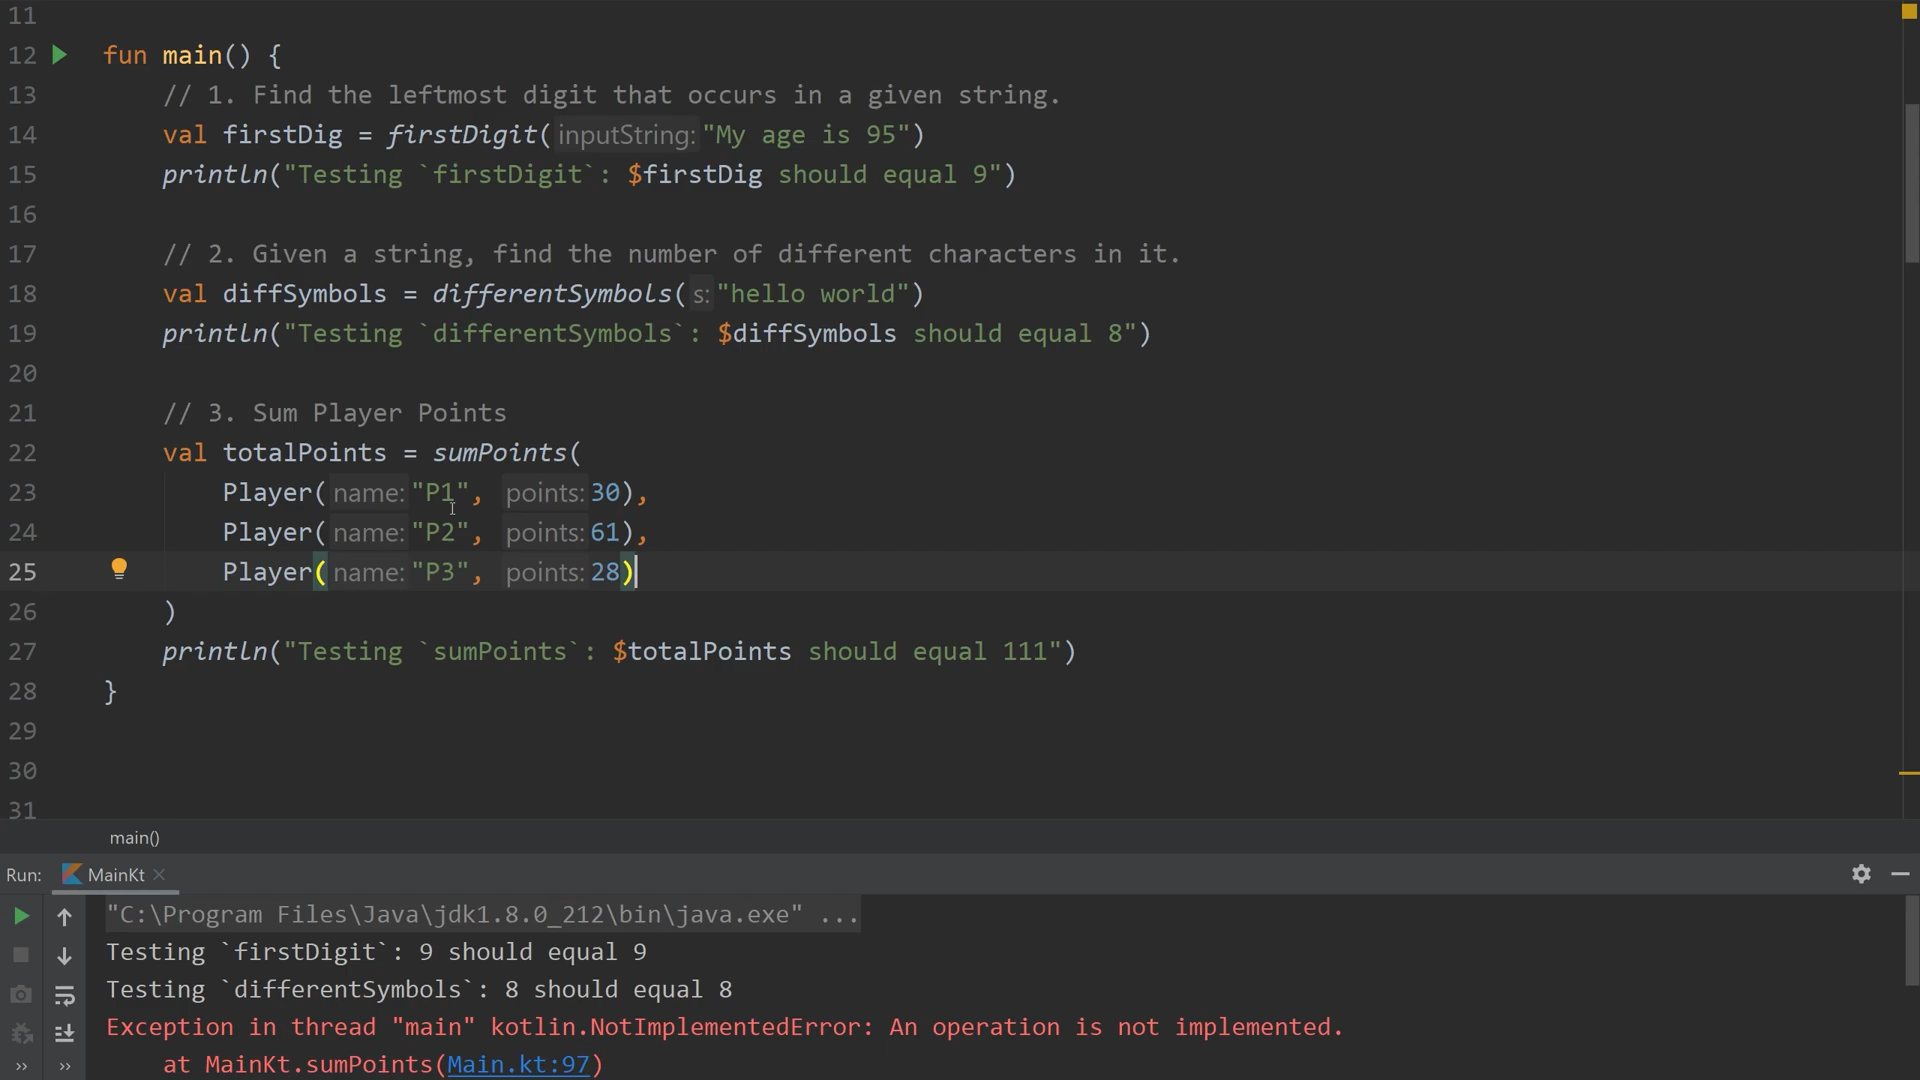 11
12 fun main() {
13 // 1. Find the leftmost digit that occurs in a given string.
14 val firstDig = firstDigit( inputString: "My age is 95")
15 println("Testing `firstDigit`: $firstDig should equal 9")
16
17 // 2. Given a string, find the number of different characters in it.
18 val diffSymbols = differentSymbols( s: "hello world")
19 println("Testing `differentSymbols`: $diffSymbols should equal 8")
20
21 // 3. Sum Player Points
22 val totalPoints = sumPoints(
23 Player( name: "P1", points: 30),
24 Player( name: "P2", points: 61),
25 Player( name: "P3", points: 28)
26 )
27 println("Testing `sumPoints`: $totalPoints should equal 111")
28 }
29
30
31
main()
Run: MainKt
"C:\Program Files\Java\jdk1.8.0_212\bin\java.exe" ...
Testing `firstDigit`: 9 should equal 9
Testing `differentSymbols`: 8 should equal 8
Exception in thread "main" kotlin.NotImplementedError: An operation is not implemented.
at MainKt.sumPoints(Main.kt:97)